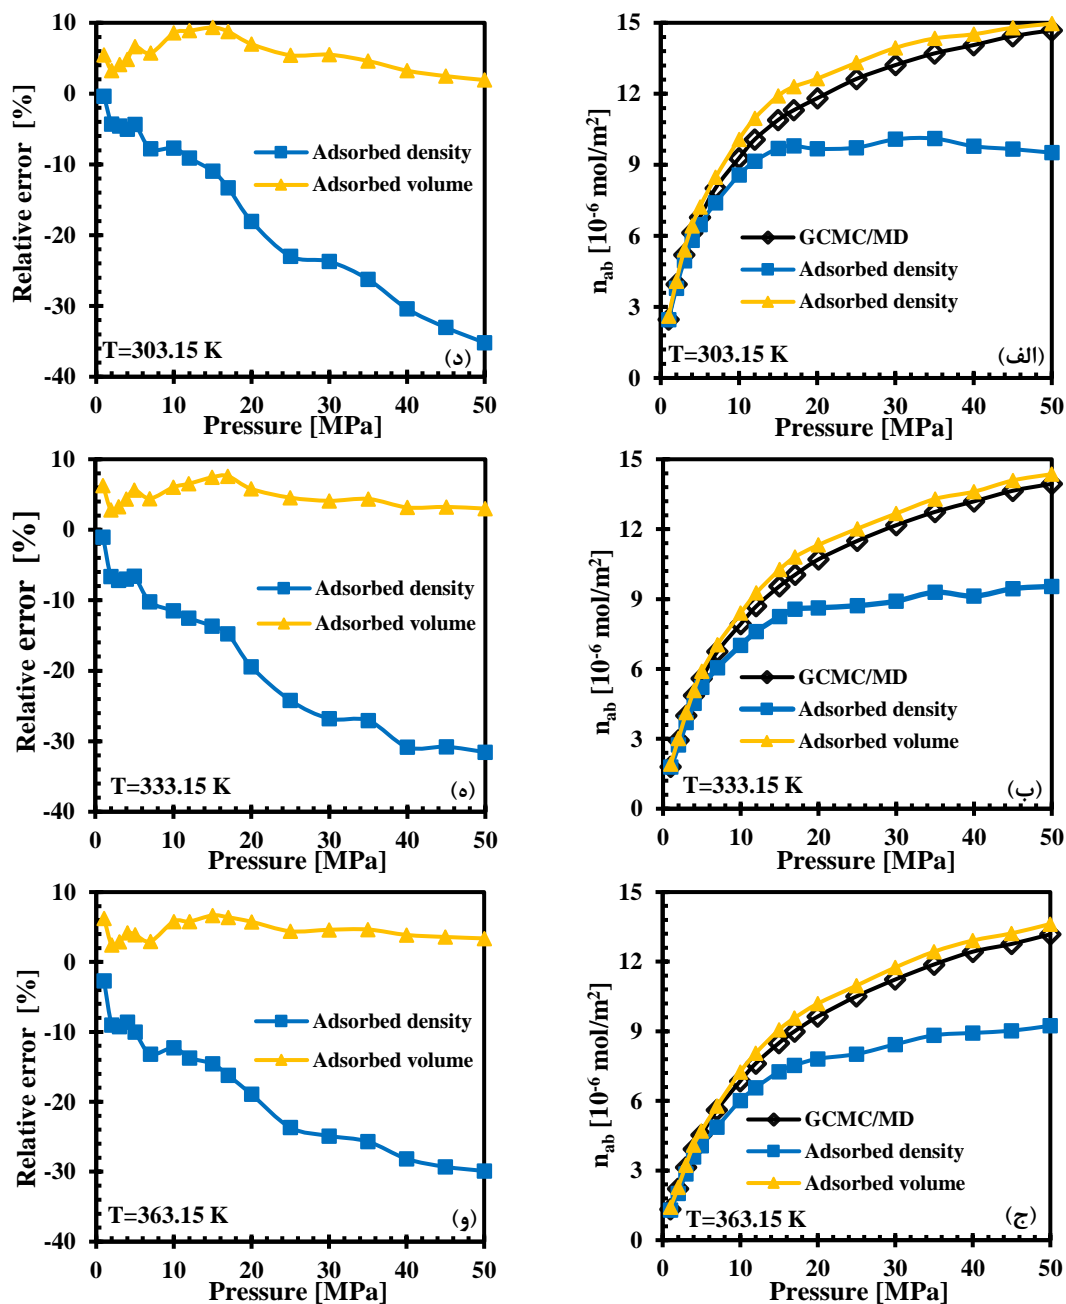 Relative error [%]
10
0
-10
-20
-30
-40
Adsorbed density
Adsorbed volume
T=303.15 K
(د)
0 10 20 30 40 50
Pressure [MPa]
n_ab [10^-6 mol/m^2]
15
12
9
6
3
0
GCMC/MD
Adsorbed density
Adsorbed density
T=303.15 K
(الف)
0 10 20 30 40 50
Pressure [MPa]
Relative error [%]
10
0
-10
-20
-30
-40
Adsorbed density
Adsorbed volume
T=333.15 K
(ه)
0 10 20 30 40 50
Pressure [MPa]
n_ab [10^-6 mol/m^2]
15
12
9
6
3
0
GCMC/MD
Adsorbed density
Adsorbed volume
T=333.15 K
(ب)
0 10 20 30 40 50
Pressure [MPa]
Relative error [%]
10
0
-10
-20
-30
-40
Adsorbed density
Adsorbed volume
T=363.15 K
(و)
0 10 20 30 40 50
Pressure [MPa]
n_ab [10^-6 mol/m^2]
15
12
9
6
3
0
GCMC/MD
Adsorbed density
Adsorbed volume
T=363.15 K
(ج)
0 10 20 30 40 50
Pressure [MPa]